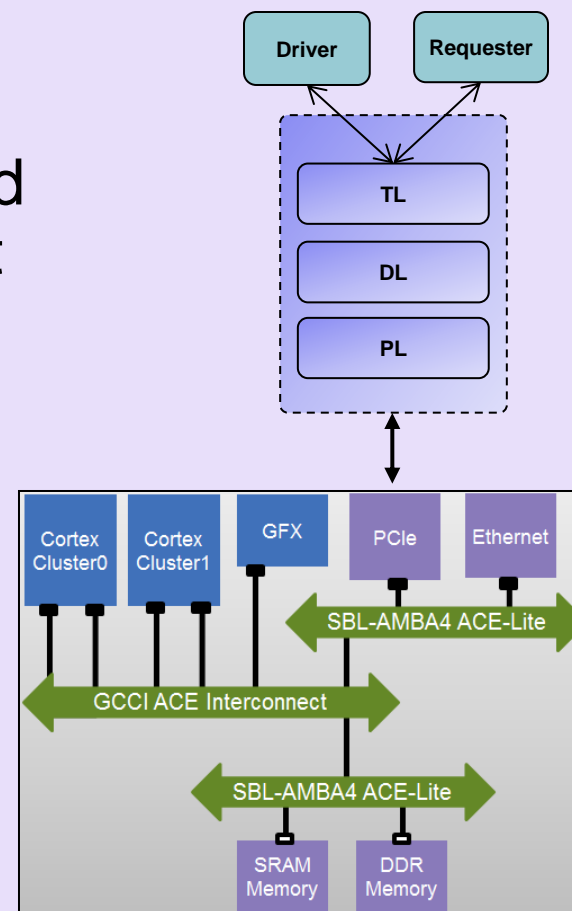 Driver
Requester
d
t
TL
DL
PL
Cortex
Cluster0
Cortex
Cluster1
GFX
PCIe
Ethernet
SBL-AMBA4 ACE-Lite
GCCI ACE Interconnect
SBL-AMBA4 ACE-Lite
SRAM
Memory
DDR
Memory